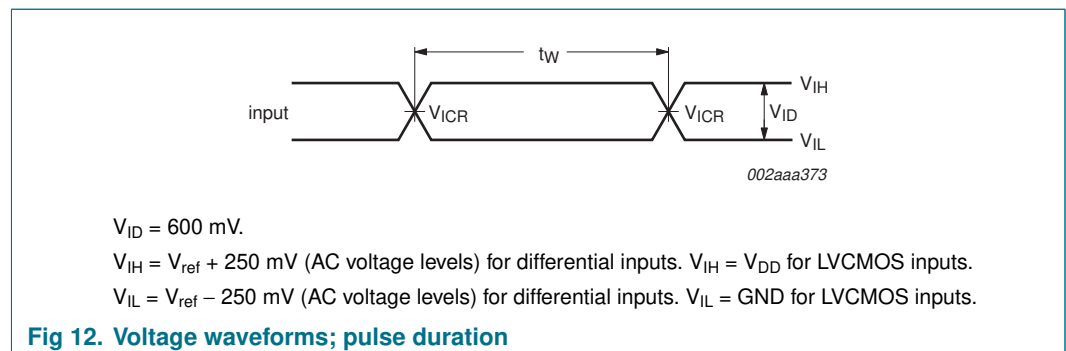 tW
VIH
input
VICR
VICR
VID
VIL
002aaa373
VID = 600 mV.
VIH = Vref + 250 mV (AC voltage levels) for differential inputs. VIH = VDD for LVCMOS inputs.
VIL = Vref − 250 mV (AC voltage levels) for differential inputs. VIL = GND for LVCMOS inputs.
Fig 12. Voltage waveforms; pulse duration